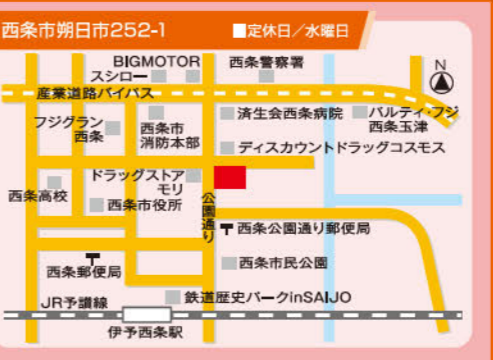 西条市朔日市252-1
■定休日／水曜日
BIGMOTOR
スシロー
西条警察署
N
産業道路バイパス
フジグラン
西条
西条市
消防本部
済生会西条病院
パルティ・フジ
西条玉津
ディスカウントドラッグコスモス
ドラッグストア
モリ
西条高校
西条市役所
公園通り
西条公園通り郵便局
西条郵便局
西条市民公園
JR予讃線
鉄道歴史パークinSAIJO
伊予西条駅